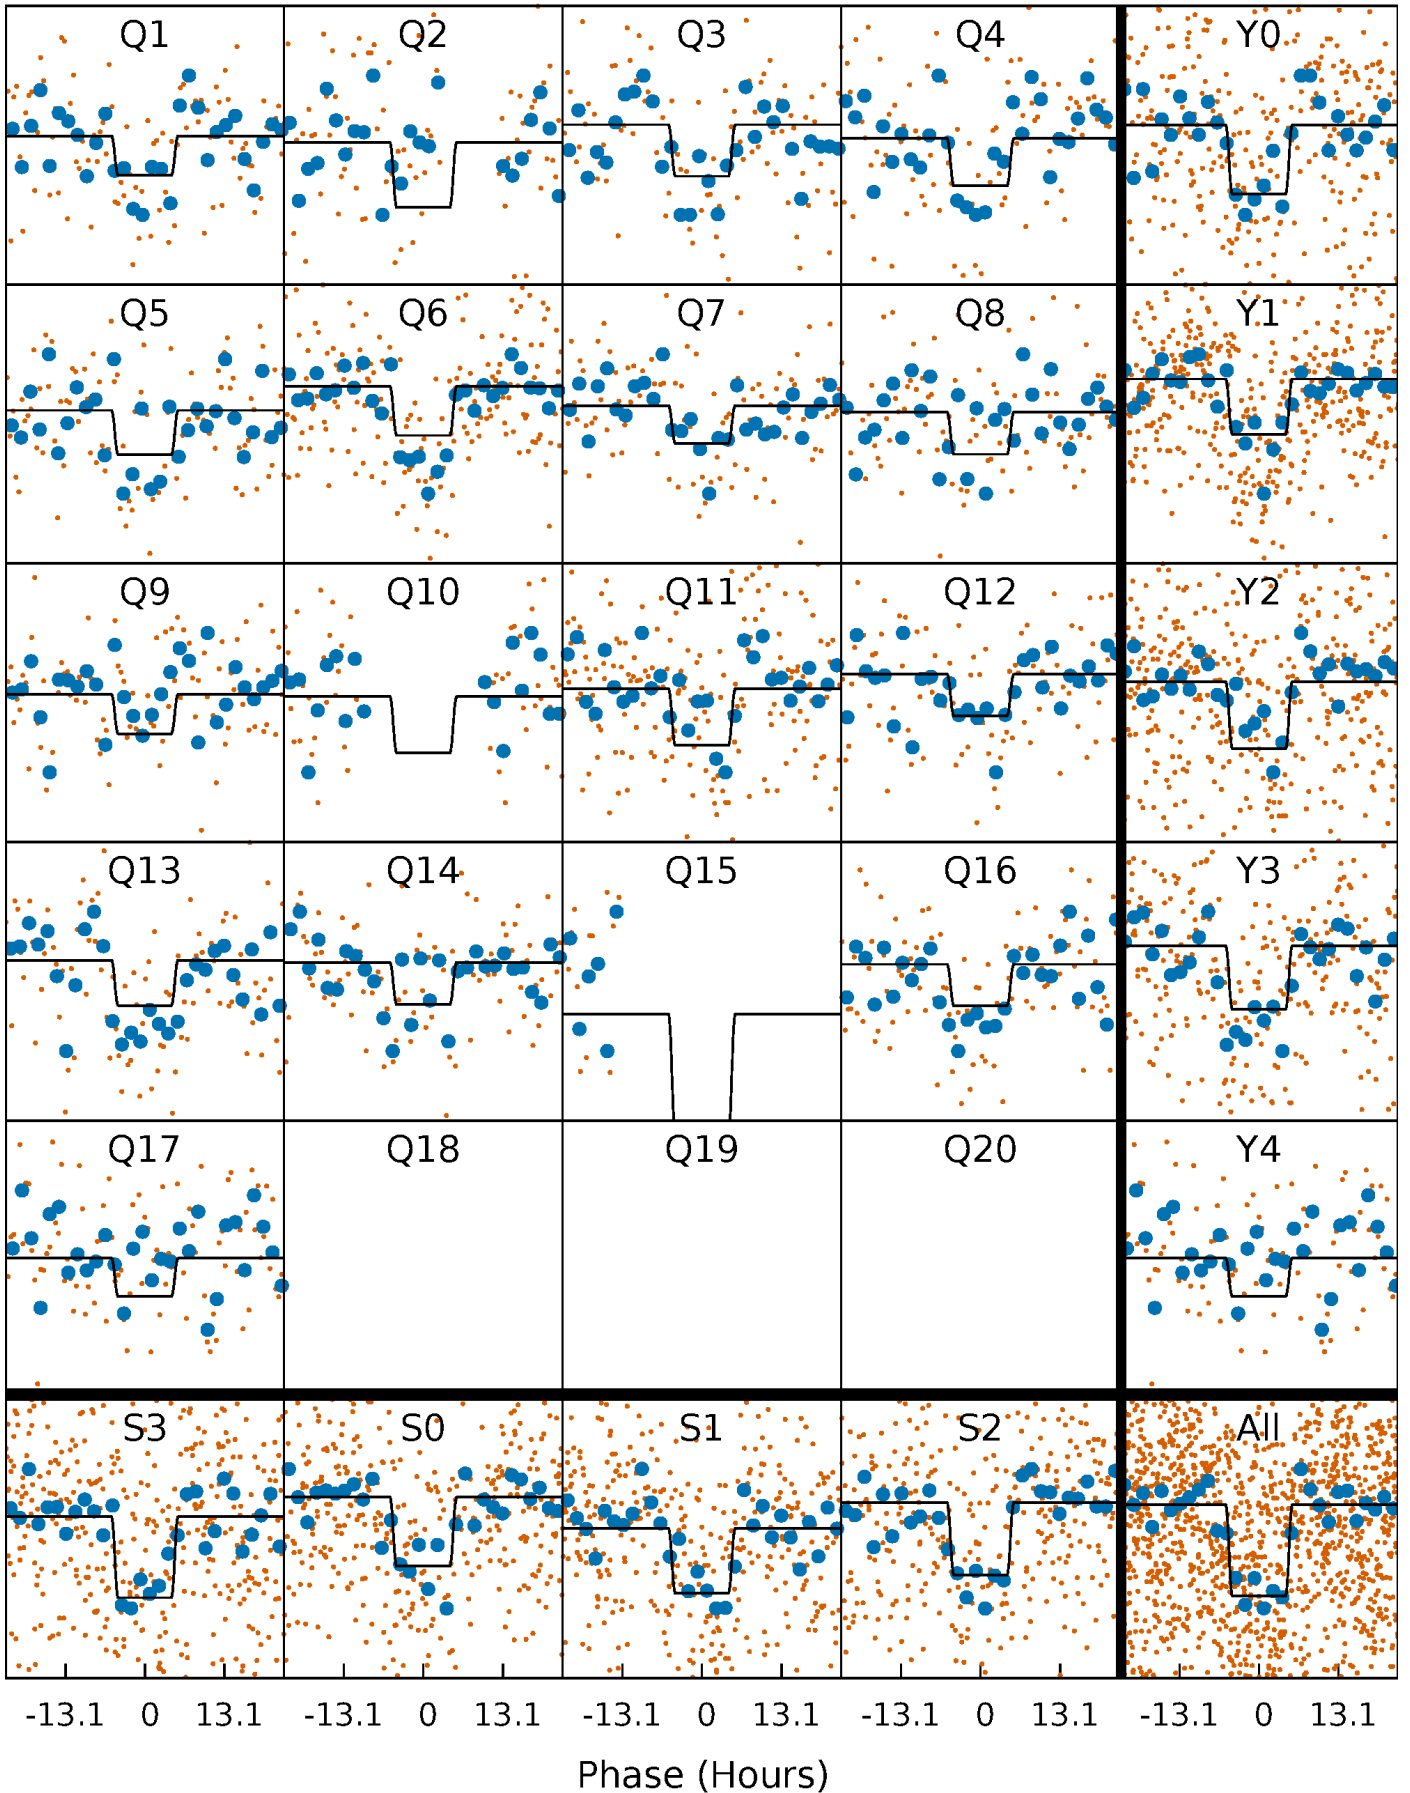 Q1 Q2 Q3 Q4 Y0
Q5 Q6 Q7 Q8 Y1
Q9 Q10 Q11 Q12 Y2
Q13 Q14 Q15 Q16 Y3
Q17 Q18 Q19 Q20 Y4
S3 S0 S1 S2 All
-13.1 0 13.1 -13.1 0 13.1 -13.1 0 13.1 -13.1 0 13.1 -13.1 0 13.1
Phase (Hours)